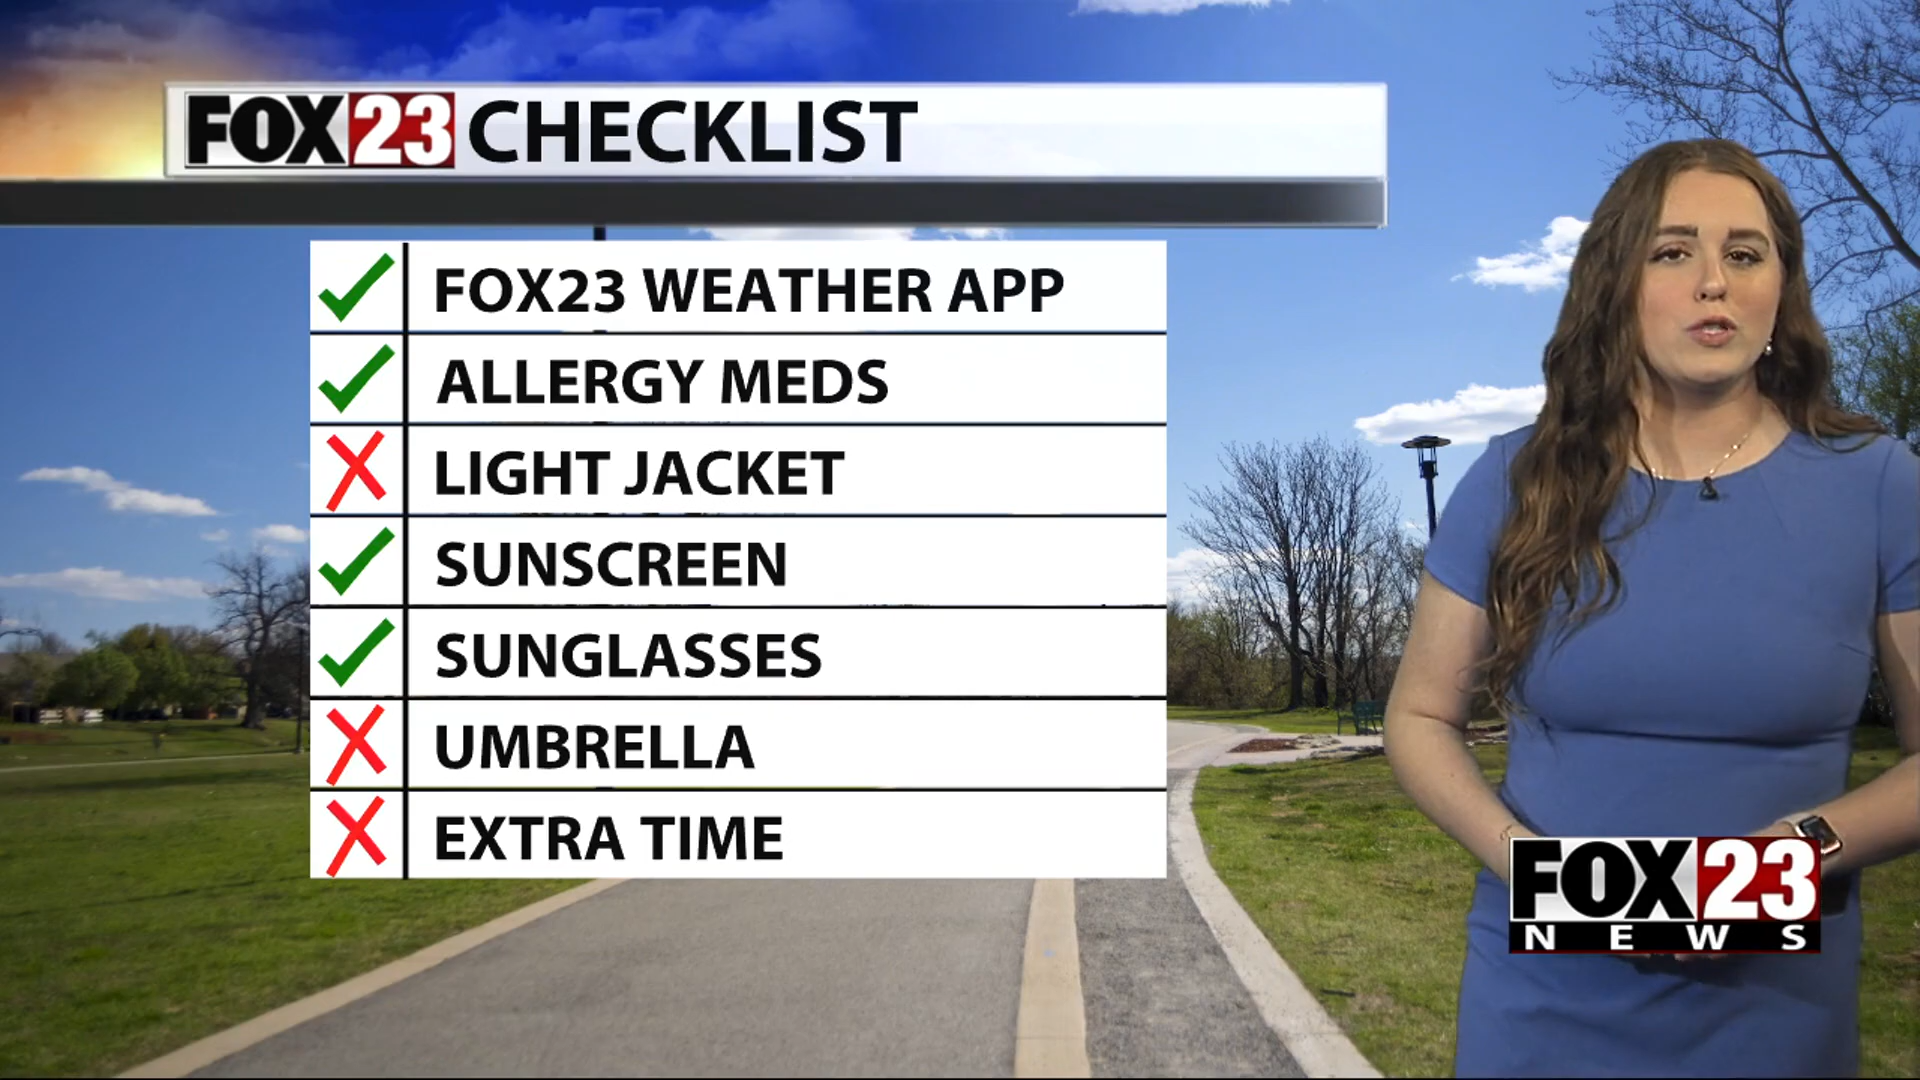 FOX23 CHECKLIST
FOX23 WEATHER APP
ALLERGY MEDS
LIGHT JACKET
SUNSCREEN
SUNGLASSES
UMBRELLA
EXTRA TIME
FOX23
NEWS